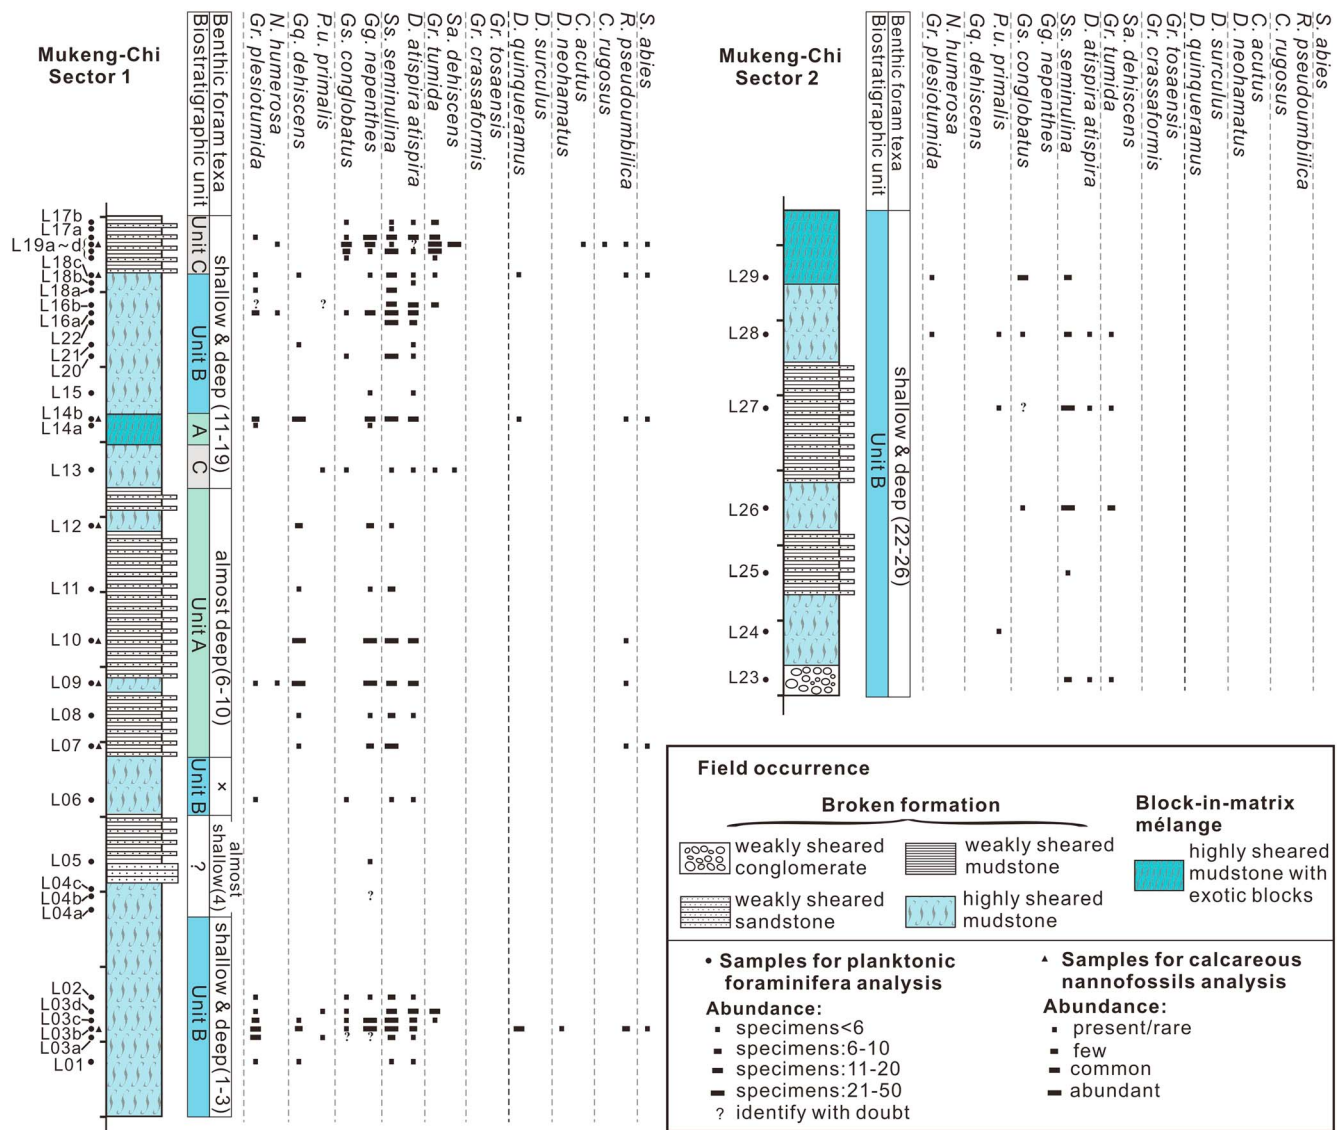 Mukeng-Chi
Sector 1
Biostratigraphic unit
Benthic foram texa
Gr. plesiotumida
N. humerosa
Gq. dehiscens
P.u. primalis
Gs. conglobatus
Gg. nepenthes
Ss. seminulina
D. atispira atispira
Gr. tumida
Sa. dehiscens
Gr. crassaformis
Gr. tosaensis
D. quinqueramus
D. surculus
D. neohamatus
C. acutus
C. rugosus
R. pseudoumbilica
S. abies
L17b
L17a
L19a~d
L18c
L18b
L18a
L16b
L16a
L22
L21
L20
L15
L14b
L14a
L13
L12
L11
L10
L09
L08
L07
L06
L05
L04c
L04b
L04a
L02
L03d
L03c
L03b
L03a
L01
Unit C
Unit B
A
C
Unit A
Unit B
?
Unit B
shallow & deep (11-19)
almost deep(6-10)
×
almost
shallow(4)
shallow & deep(1-3)
?
? ?
?
? ?
Mukeng-Chi
Sector 2
Biostratigraphic unit
Benthic foram texa
Gr. plesiotumida
N. humerosa
Gq. dehiscens
P.u. primalis
Gs. conglobatus
Gg. nepenthes
Ss. seminulina
D. atispira atispira
Gr. tumida
Sa. dehiscens
Gr. crassaformis
Gr. tosaensis
D. quinqueramus
D. surculus
D. neohamatus
C. acutus
C. rugosus
R. pseudoumbilica
S. abies
L29
L28
L27
L26
L25
L24
L23
Unit B
shallow & deep (22-26)
?
Field occurrence
Broken formation
weakly sheared
conglomerate
weakly sheared
mudstone
weakly sheared
sandstone
highly sheared
mudstone
Block-in-matrix
mélange
highly sheared
mudstone with
exotic blocks
Samples for planktonic
foraminifera analysis
Abundance:
specimens<6
specimens:6-10
specimens:11-20
specimens:21-50
? identify with doubt
Samples for calcareous
nannofossils analysis
Abundance:
present/rare
few
common
abundant